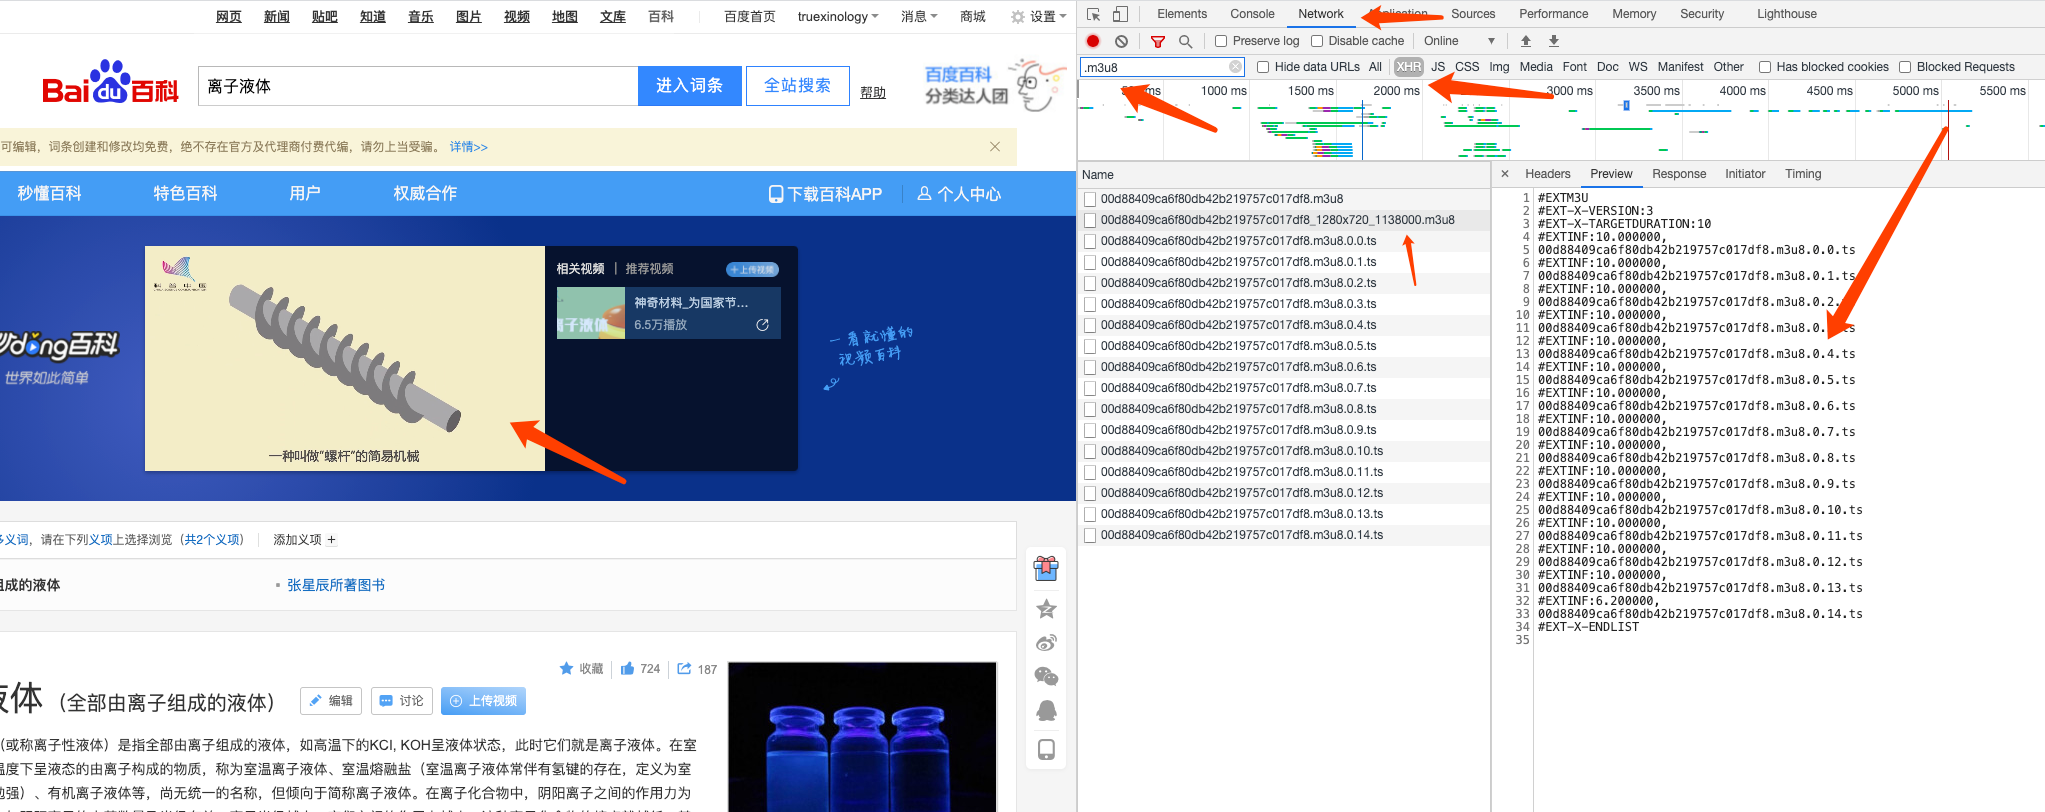 网页 新闻 贴吧 知道 音乐 图片 视频 地图 文库 百科 百度首页 truexinology 消息 商城 设置
Bai du 百科
离子液体
进入词条 全站搜索 帮助
百度百科
分类达人团
可编辑，词条创建和修改均免费，绝不存在官方及代理商付费代编，请勿上当受骗。 详情>>
秒懂百科 特色百科 用户 权威合作 下载百科APP 个人中心
秒dong百科
世界如此简单
一种叫做“螺杆”的简易机械
相关视频 推荐视频 +上传视频
神奇材料_为国家节...
6.5万播放
离子液体
一看就懂的
视频百科
多义词，请在下列义项上选择浏览（共2个义项） 添加义项 +
组成的液体 ▪ 张星辰所著图书
收藏 724 187
液体（全部由离子组成的液体） 编辑 讨论 上传视频
（或称离子性液体）是指全部由离子组成的液体，如高温下的KCl, KOH呈液体状态，此时它们就是离子液体。在室
温度下呈液态的由离子构成的物质，称为室温离子液体、室温熔融盐（室温离子液体常伴有氢键的存在，定义为室
勉强）、有机离子液体等，尚无统一的名称，但倾向于简称离子液体。在离子化合物中，阴阳离子之间的作用力为
Elements Console Network Application Sources Performance Memory Security Lighthouse
Preserve log Disable cache Online
.m3u8 Hide data URLs All XHR JS CSS Img Media Font Doc WS Manifest Other Has blocked cookies Blocked Requests
ms 1000 ms 1500 ms 2000 ms 3000 ms 3500 ms 4000 ms 4500 ms 5000 ms 5500 ms
Name
00d88409ca6f80db42b219757c017df8.m3u8
00d88409ca6f80db42b219757c017df8_1280x720_1138000.m3u8
00d88409ca6f80db42b219757c017df8.m3u8.0.0.ts
00d88409ca6f80db42b219757c017df8.m3u8.0.1.ts
00d88409ca6f80db42b219757c017df8.m3u8.0.2.ts
00d88409ca6f80db42b219757c017df8.m3u8.0.3.ts
00d88409ca6f80db42b219757c017df8.m3u8.0.4.ts
00d88409ca6f80db42b219757c017df8.m3u8.0.5.ts
00d88409ca6f80db42b219757c017df8.m3u8.0.6.ts
00d88409ca6f80db42b219757c017df8.m3u8.0.7.ts
00d88409ca6f80db42b219757c017df8.m3u8.0.8.ts
00d88409ca6f80db42b219757c017df8.m3u8.0.9.ts
00d88409ca6f80db42b219757c017df8.m3u8.0.10.ts
00d88409ca6f80db42b219757c017df8.m3u8.0.11.ts
00d88409ca6f80db42b219757c017df8.m3u8.0.12.ts
00d88409ca6f80db42b219757c017df8.m3u8.0.13.ts
00d88409ca6f80db42b219757c017df8.m3u8.0.14.ts
Headers Preview Response Initiator Timing
1 #EXTM3U
2 #EXT-X-VERSION:3
3 #EXT-X-TARGETDURATION:10
4 #EXTINF:10.000000,
5 00d88409ca6f80db42b219757c017df8.m3u8.0.0.ts
6 #EXTINF:10.000000,
7 00d88409ca6f80db42b219757c017df8.m3u8.0.1.ts
8 #EXTINF:10.000000,
9 00d88409ca6f80db42b219757c017df8.m3u8.0.2.
10 #EXTINF:10.000000,
11 00d88409ca6f80db42b219757c017df8.m3u8.0. ts
12 #EXTINF:10.000000,
13 00d88409ca6f80db42b219757c017df8.m3u8.0.4.ts
14 #EXTINF:10.000000,
15 00d88409ca6f80db42b219757c017df8.m3u8.0.5.ts
16 #EXTINF:10.000000,
17 00d88409ca6f80db42b219757c017df8.m3u8.0.6.ts
18 #EXTINF:10.000000,
19 00d88409ca6f80db42b219757c017df8.m3u8.0.7.ts
20 #EXTINF:10.000000,
21 00d88409ca6f80db42b219757c017df8.m3u8.0.8.ts
22 #EXTINF:10.000000,
23 00d88409ca6f80db42b219757c017df8.m3u8.0.9.ts
24 #EXTINF:10.000000,
25 00d88409ca6f80db42b219757c017df8.m3u8.0.10.ts
26 #EXTINF:10.000000,
27 00d88409ca6f80db42b219757c017df8.m3u8.0.11.ts
28 #EXTINF:10.000000,
29 00d88409ca6f80db42b219757c017df8.m3u8.0.12.ts
30 #EXTINF:10.000000,
31 00d88409ca6f80db42b219757c017df8.m3u8.0.13.ts
32 #EXTINF:6.200000,
33 00d88409ca6f80db42b219757c017df8.m3u8.0.14.ts
34 #EXT-X-ENDLIST
35